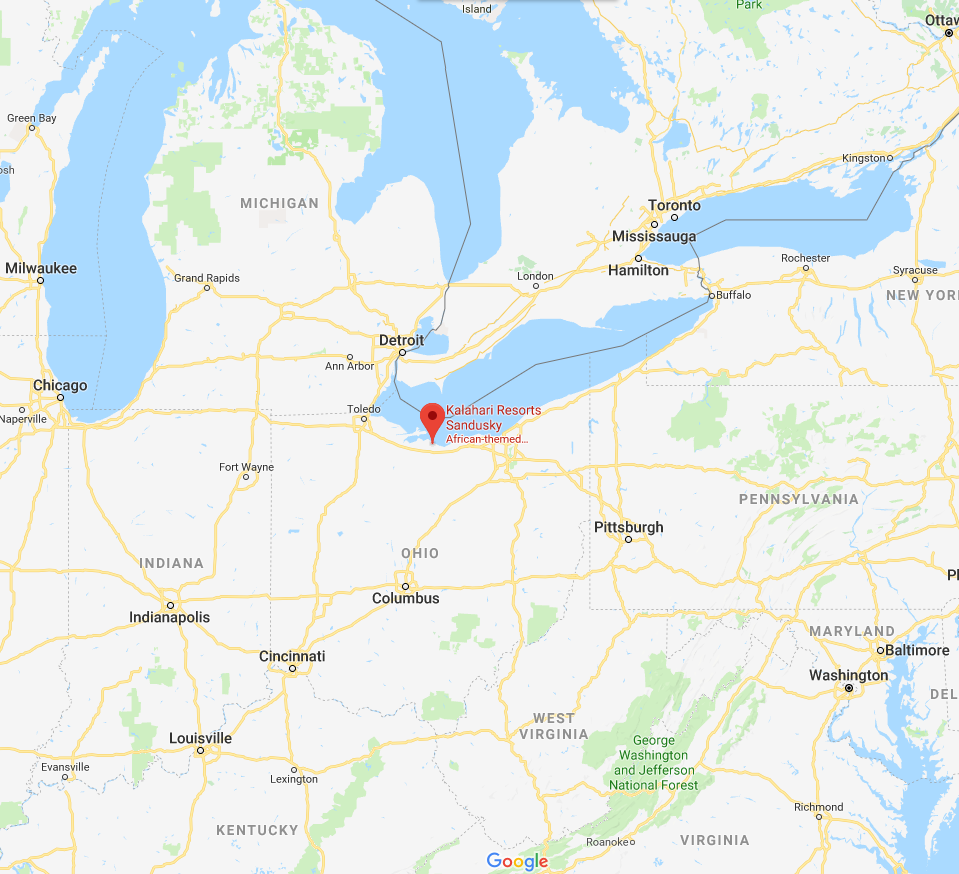 Island
Park
Ottaw
Green Bay
osh
Kingston
MICHIGAN
Toronto
Mississauga
Milwaukee
Hamilton
Rochester
Syracuse
Grand Rapids
London
Buffalo
NEW YORK
Detroit
Ann Arbor
Chicago
Naperville
Toledo
Kalahari Resorts
Sandusky
African-themed...
Fort Wayne
PENNSYLVANIA
Pittsburgh
OHIO
INDIANA
Columbus
Ph
Indianapolis
MARYLAND
Baltimore
Cincinnati
Washington
DEL
WEST
VIRGINIA
Louisville
George
Washington
and Jefferson
National Forest
Evansville
Lexington
Richmond
KENTUCKY
Roanoke
VIRGINIA
Google